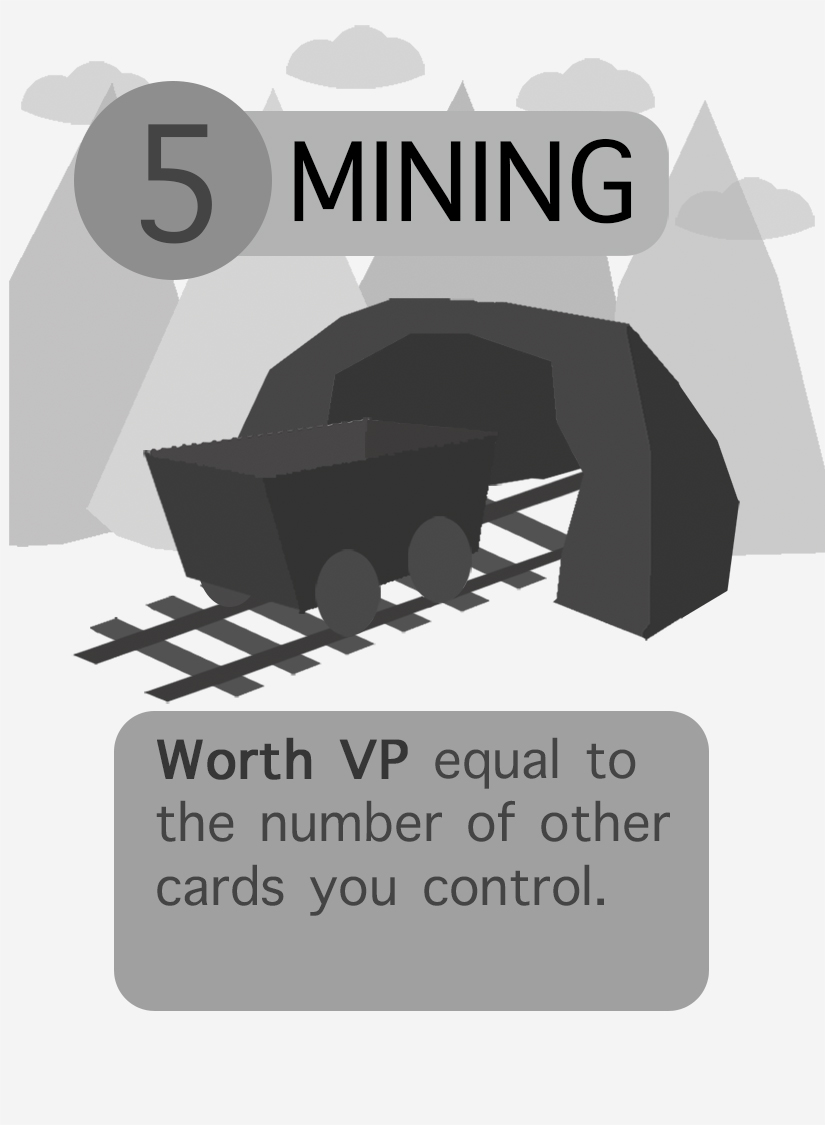 5 MINING
Worth VP equal to
the number of other
cards you control.